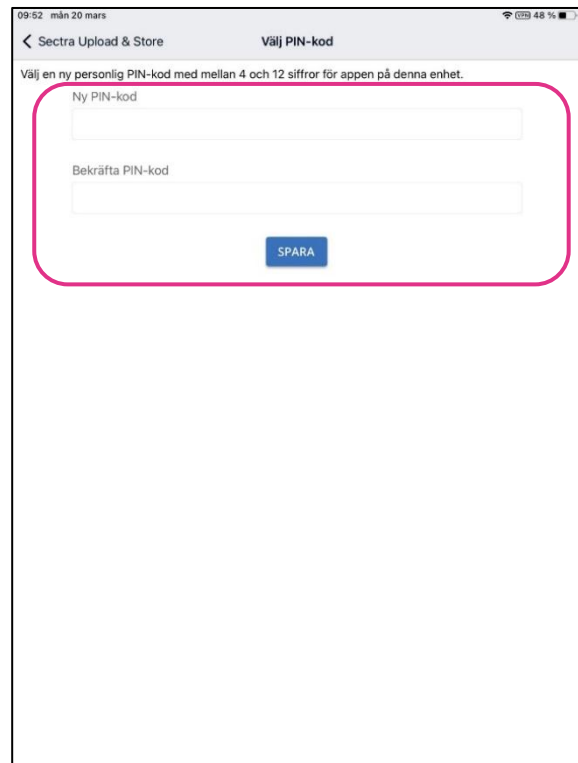 09:52 mån 20 mars VPN 48 %
Sectra Upload & Store Välj PIN-kod
Välj en ny personlig PIN-kod med mellan 4 och 12 siffror för appen på denna enhet.
Ny PIN-kod
Bekräfta PIN-kod
SPARA